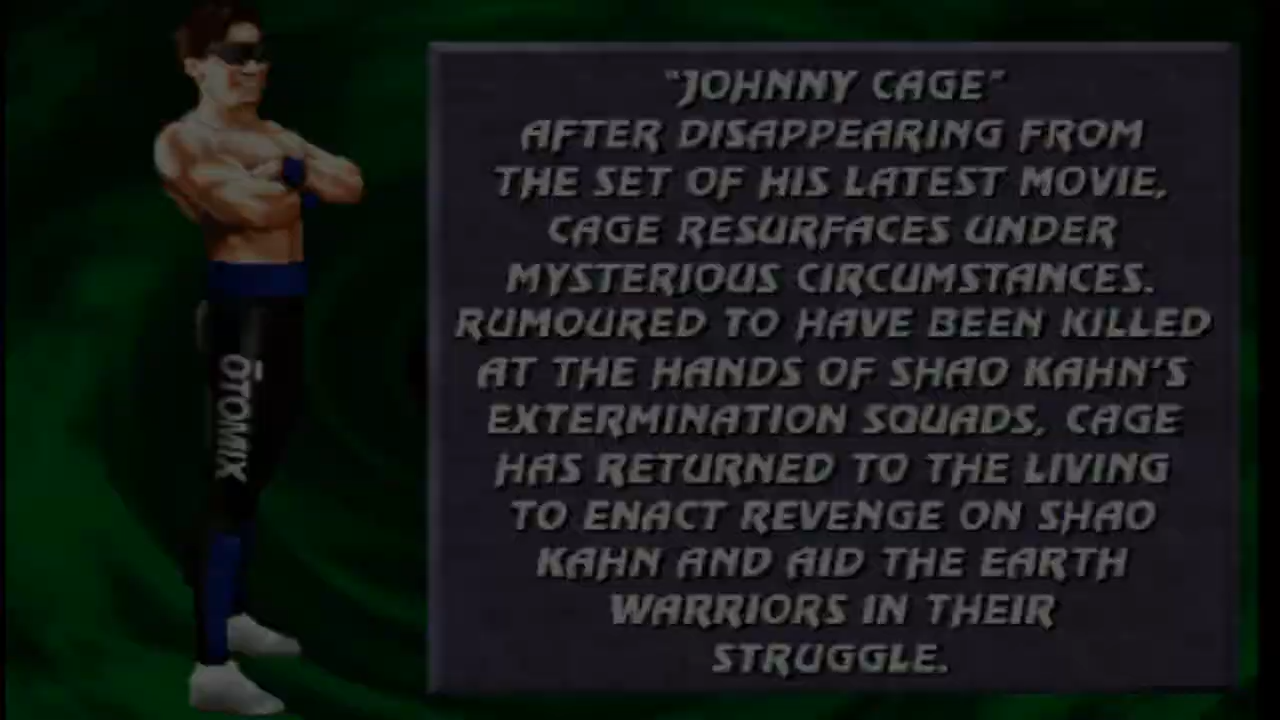 "JOHNNY CAGE"
AFTER DISAPPEARING FROM
THE SET OF HIS LATEST MOVIE,
CAGE RESURFACES UNDER
MYSTERIOUS CIRCUMSTANCES.
RUMOURED TO HAVE BEEN KILLED
AT THE HANDS OF SHAO KAHN'S
EXTERMINATION SQUADS, CAGE
HAS RETURNED TO THE LIVING
TO ENACT REVENGE ON SHAO
KAHN AND AID THE EARTH
WARRIORS IN THEIR
STRUGGLE.
ŌTOMIX